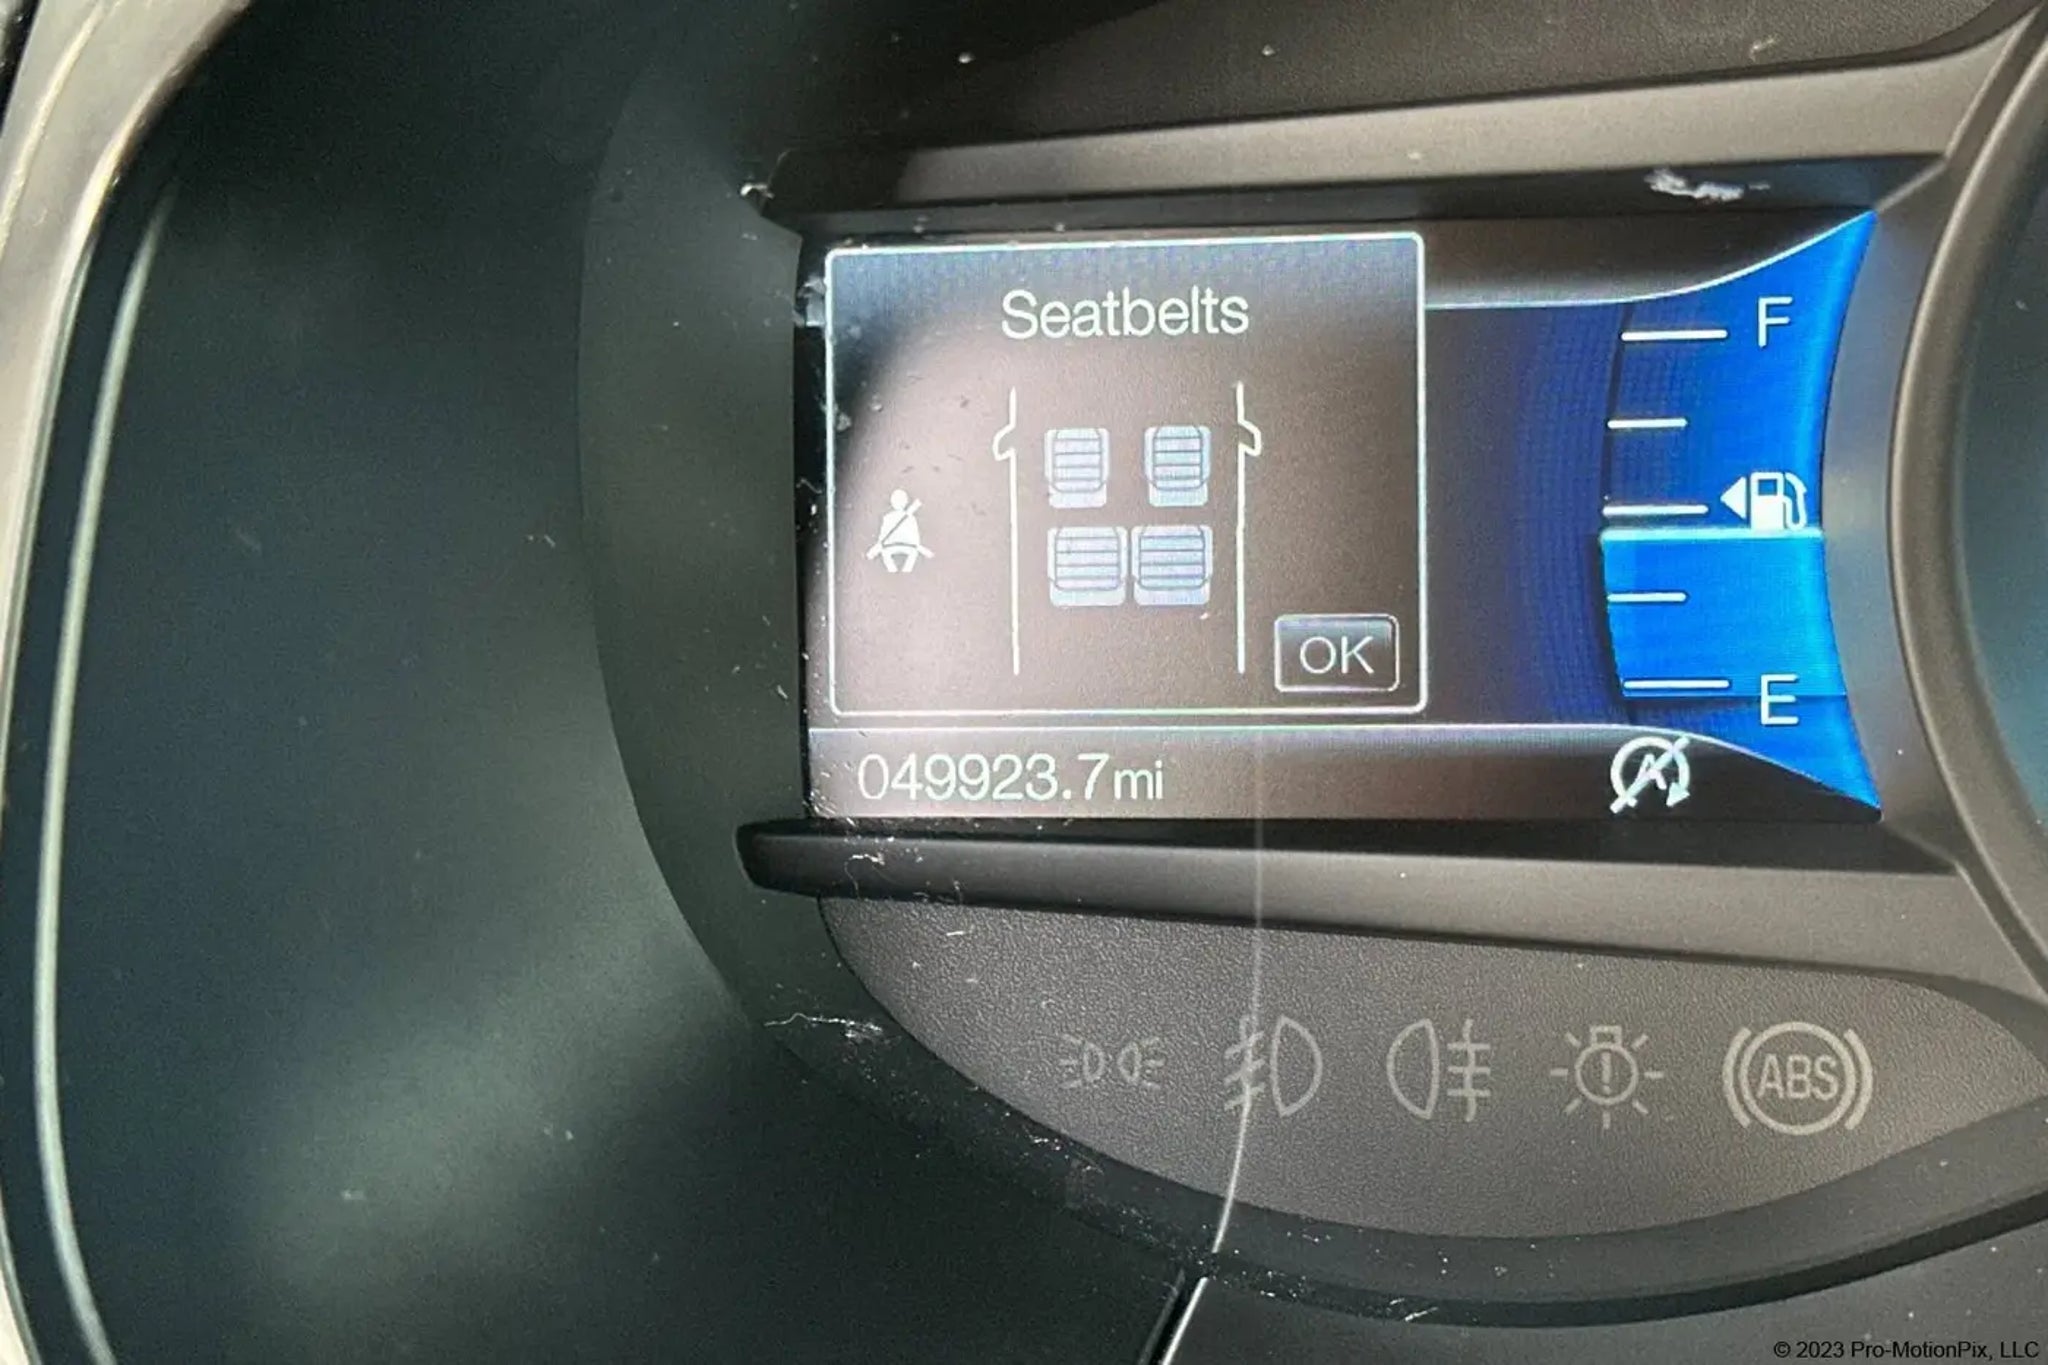 Seatbelts
F
OK
E
049923.7mi
A
ABS
© 2023 Pro-MotionPix, LLC